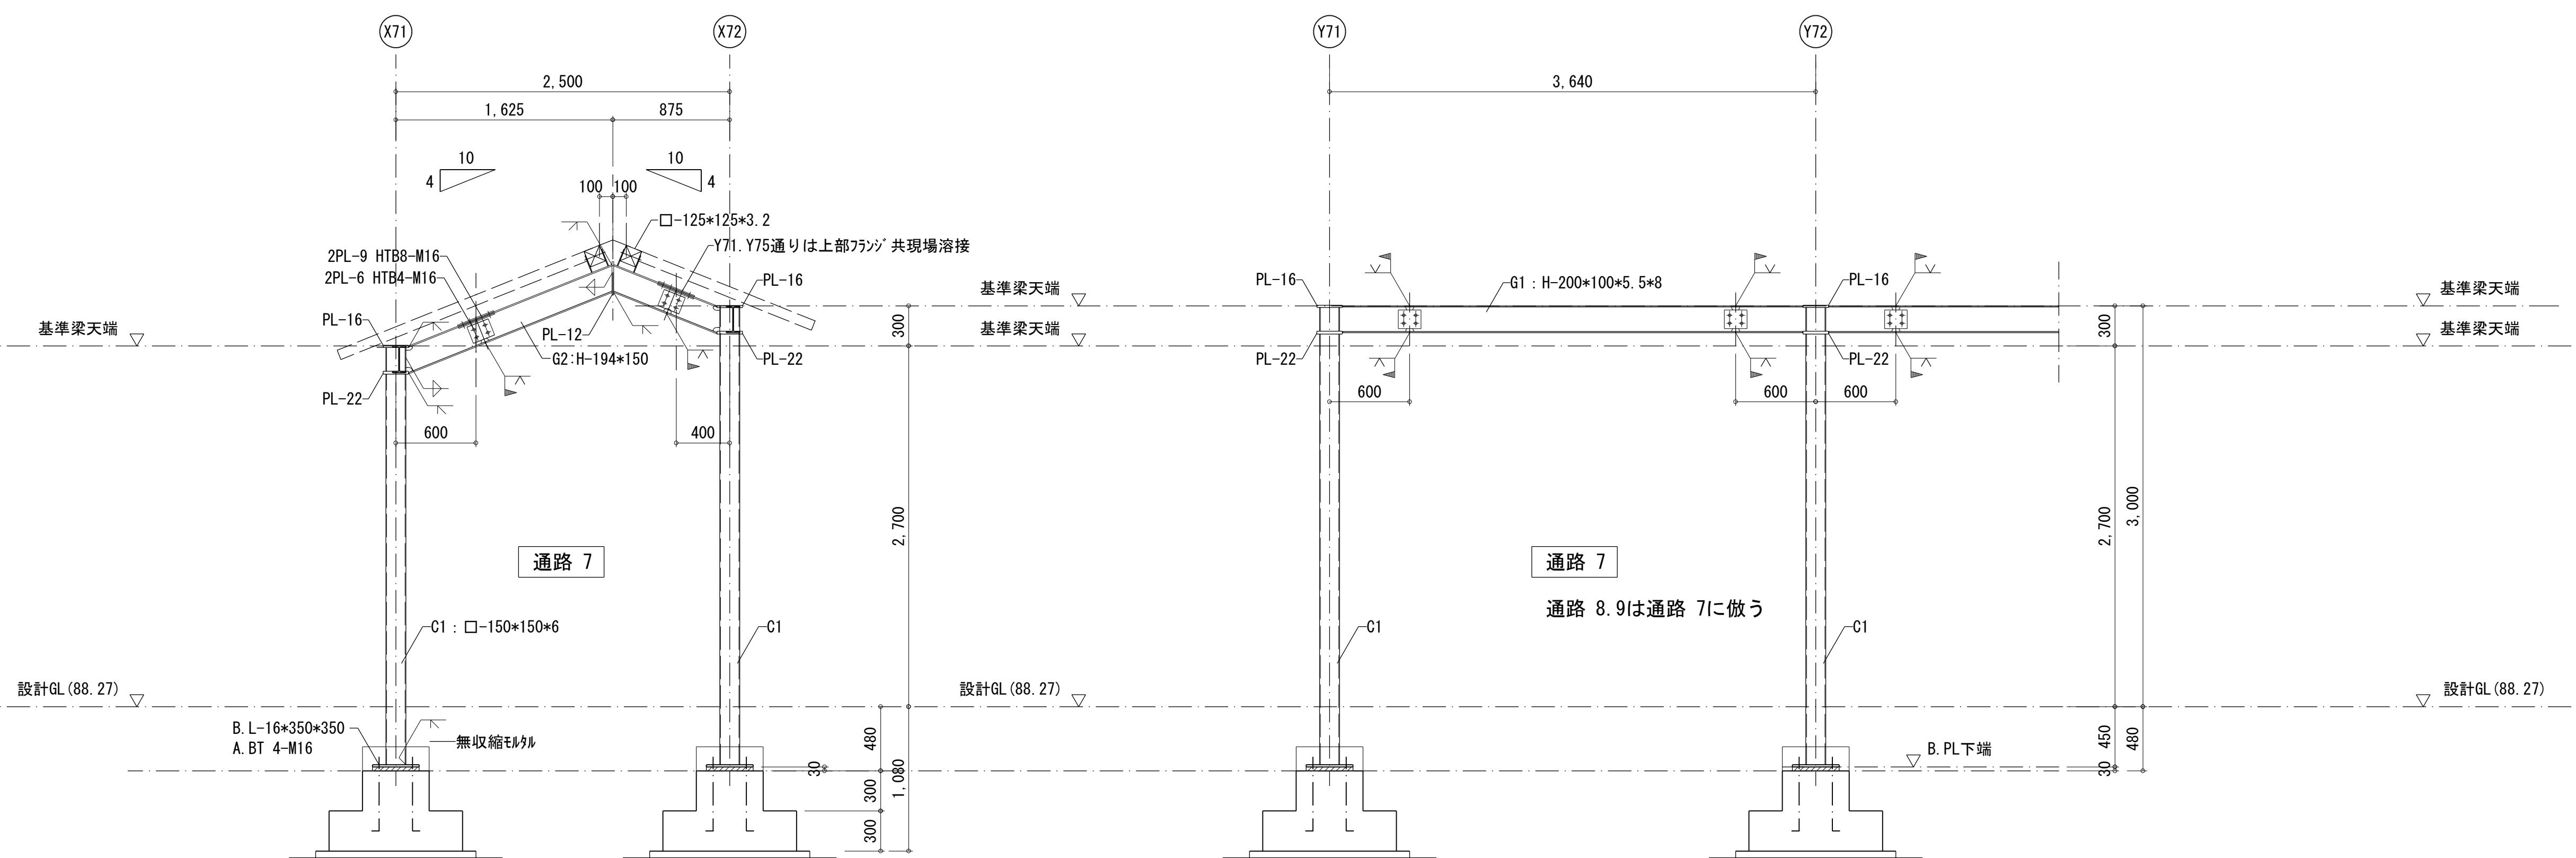 X71
X72
Y71
Y72
2,500
3,640
1,625
875
10
4
10
4
100
100
□-125*125*3.2
Y71.Y75通りは上部フランジ共現場溶接
2PL-9 HTB8-M16
2PL-6 HTB4-M16
PL-16
PL-16
PL-12
G2:H-194*150
PL-22
PL-22
600
400
基準梁天端
基準梁天端
基準梁天端
300
2,700
PL-16
G1 : H-200*100*5.5*8
PL-16
PL-22
PL-22
600
600
600
基準梁天端
基準梁天端
300
2,700
3,000
通路 7
通路 7
通路 8.9は通路 7に倣う
C1 : □-150*150*6
C1
C1
C1
設計GL(88.27)
設計GL(88.27)
設計GL(88.27)
B.L-16*350*350
A.BT 4-M16
無収縮モルタル
480
30
300
1,080
300
B.PL下端
450
480
30